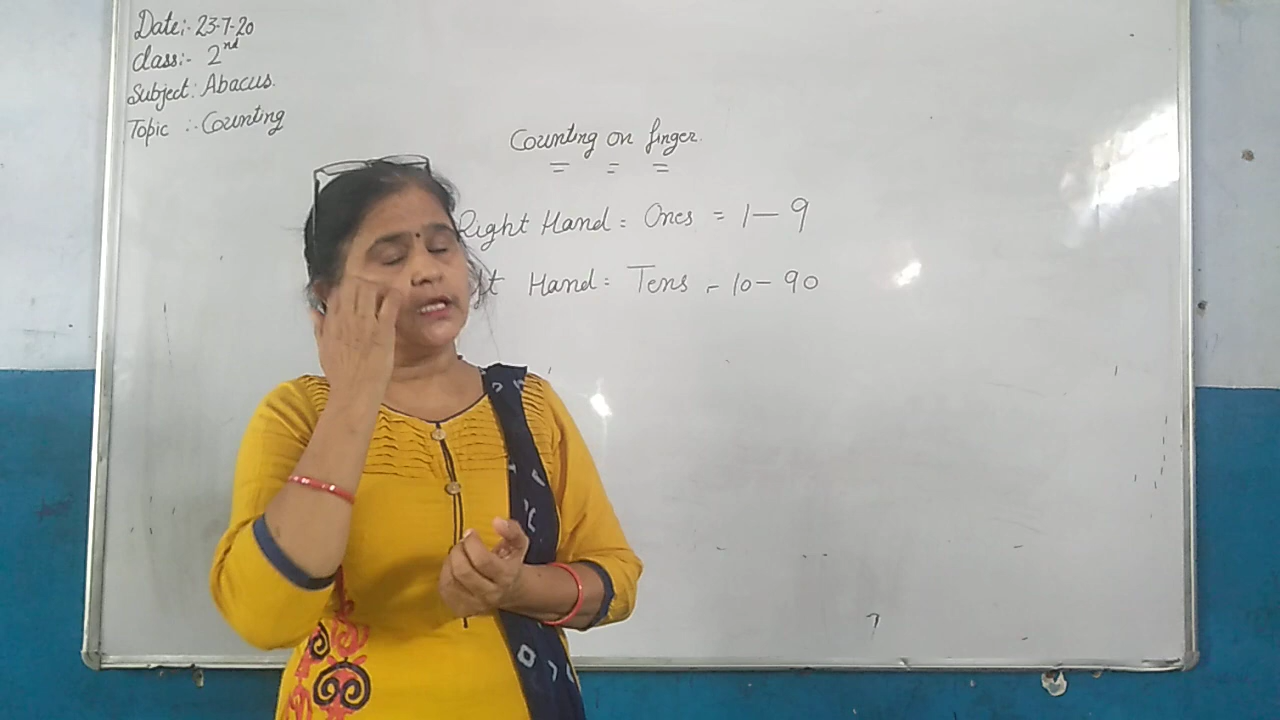 Date:- 23-7-20
class:- 2nd
Subject: Abacus.
Topic :- Counting
Counting on finger.
Right Hand = Ones = 1 — 9
Hand = Tens - 10 - 90